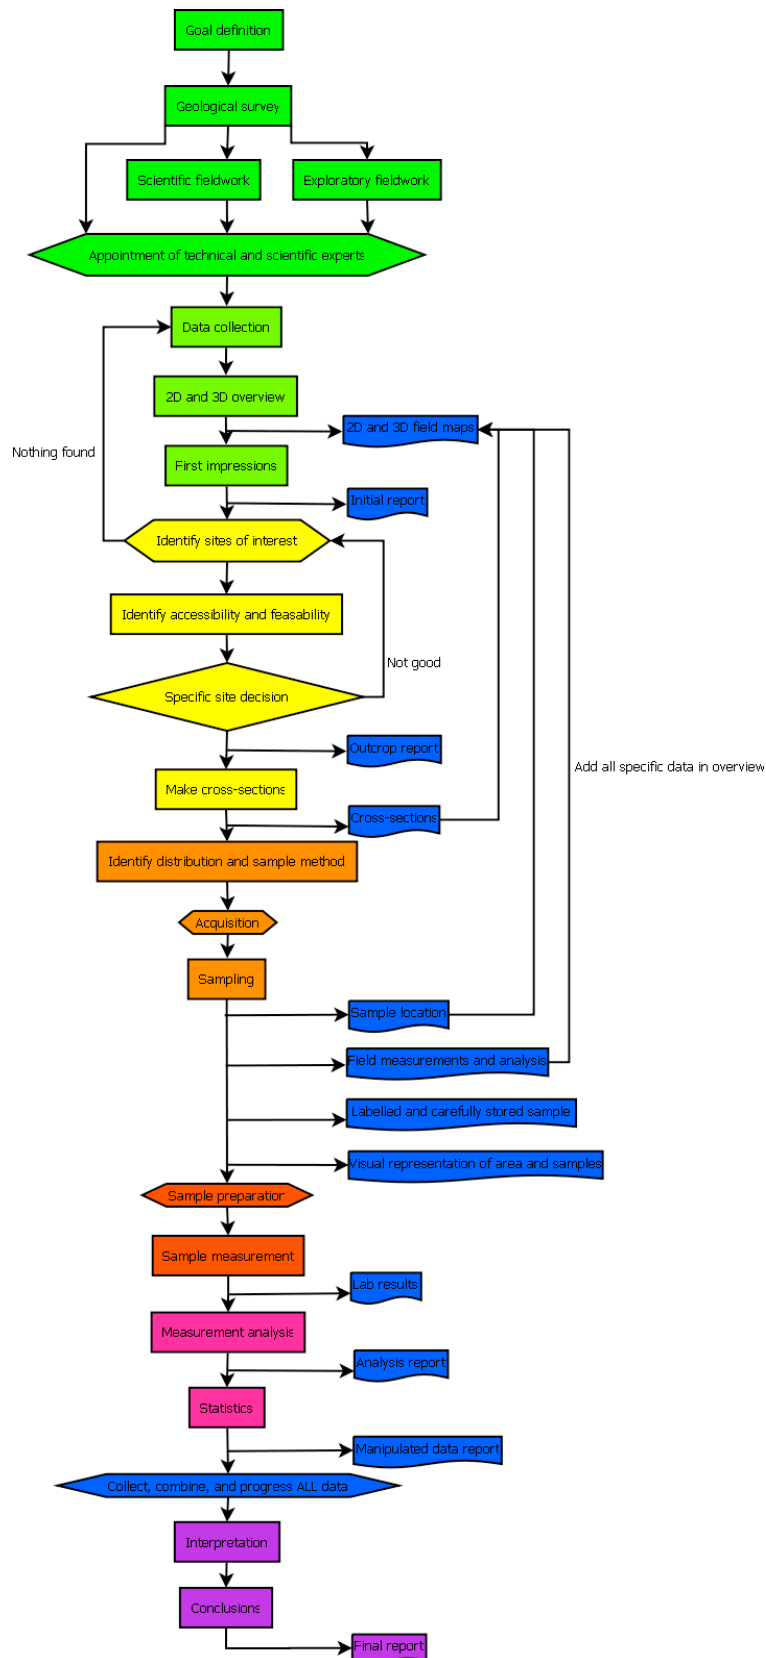 Goal definition
Geological survey
Scientific fieldwork
Exploratory fieldwork
Appointment of technical and scientific experts
Data collection
2D and 3D overview
2D and 3D field maps
Nothing found
First impressions
Initial report
Identify sites of interest
Identify accessibility and feasability
Not good
Specific site decision
Outcrop report
Add all specific data in overview
Make cross-sections
Cross-sections
Identify distribution and sample method
Acquisition
Sampling
Sample location
Field measurements and analysis
Labelled and carefully stored sample
Visual representation of area and samples
Sample preparation
Sample measurement
Lab results
Measurement analysis
Analysis report
Statistics
Manipulated data report
Collect, combine, and progress ALL data
Interpretation
Conclusions
Final report